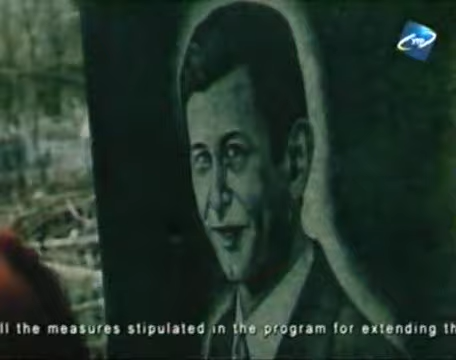 ll the measures stipulated in the program for extending th